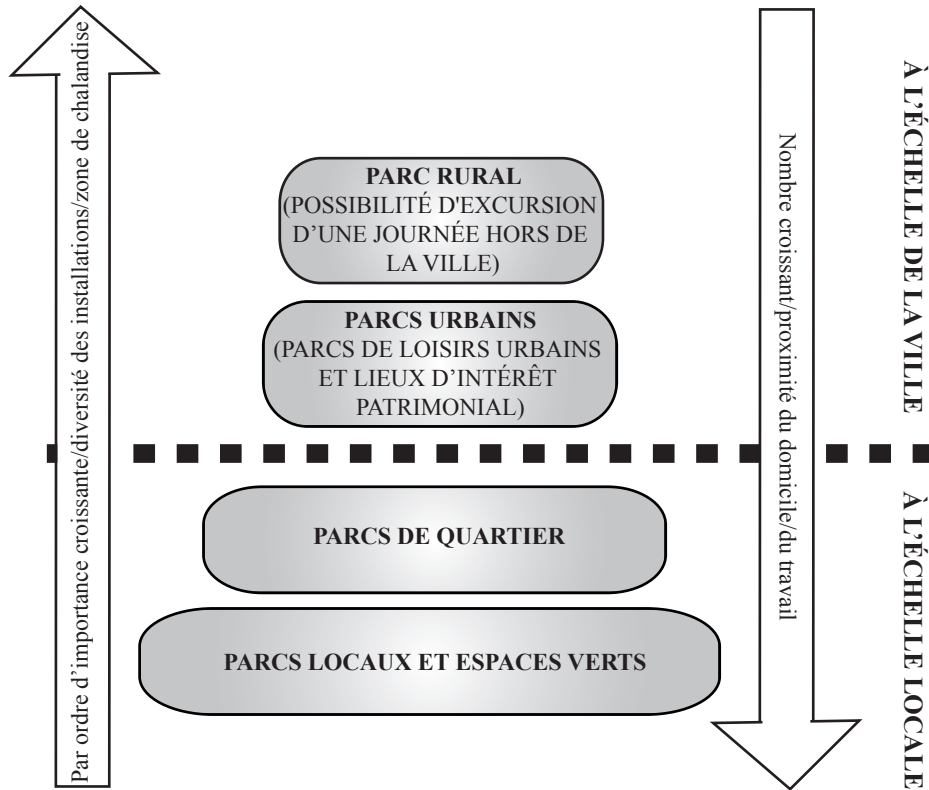 Par ordre d’importance croissante/diversité des installations/zone de chalandise
PARC RURAL
(POSSIBILITÉ D'EXCURSION
D’UNE JOURNÉE HORS DE
LA VILLE)
PARCS URBAINS
(PARCS DE LOISIRS URBAINS
ET LIEUX D’INTÉRÊT
PATRIMONIAL)
PARCS DE QUARTIER
PARCS LOCAUX ET ESPACES VERTS
Nombre croissant/proximité du domicile/du travail
À L’ÉCHELLE DE LA VILLE
À L’ÉCHELLE LOCALE